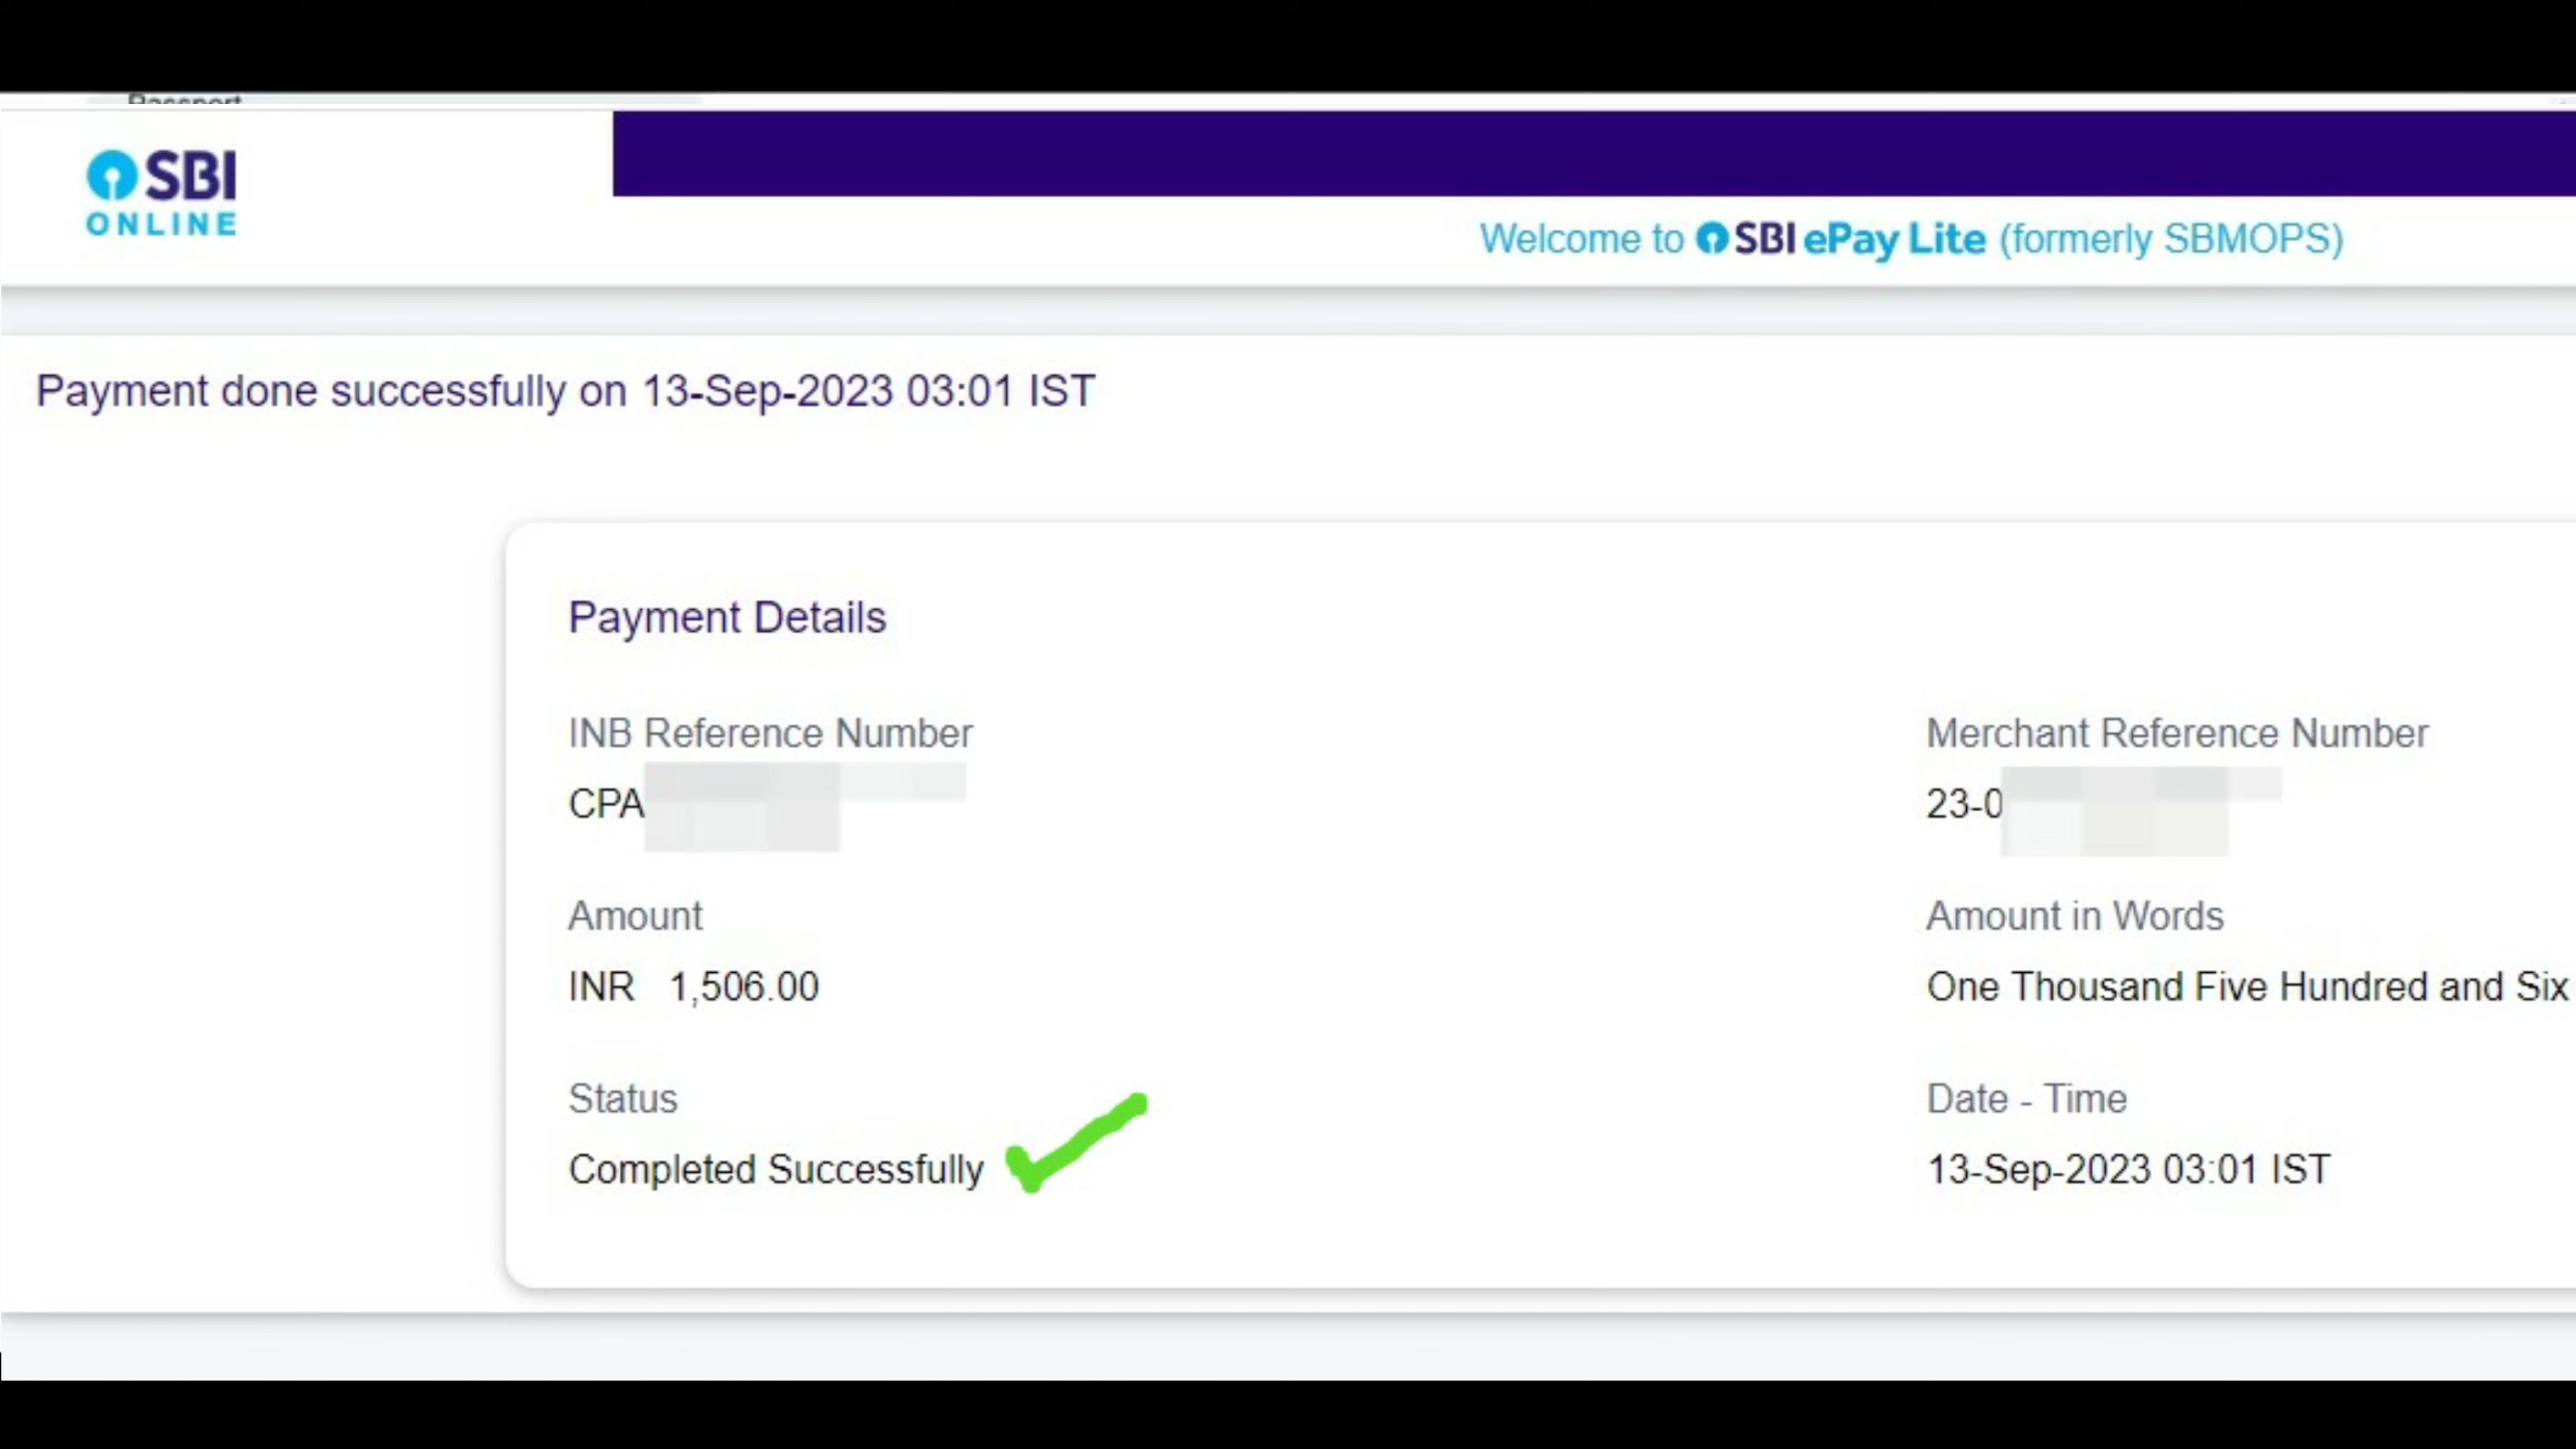 Passport
SBI
ONLINE
Welcome to SBI ePay Lite (formerly SBMOPS)
Payment done successfully on 13-Sep-2023 03:01 IST
Payment Details
INB Reference Number
Merchant Reference Number
CPA
23-0
Amount
Amount in Words
INR 1,506.00
One Thousand Five Hundred and Six
Status
Date - Time
Completed Successfully
13-Sep-2023 03:01 IST